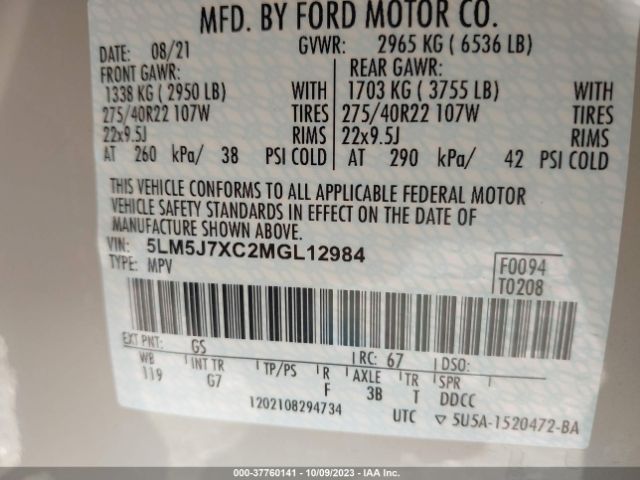 MFD. BY FORD MOTOR CO.
DATE: 08/21 GVWR: 2965 KG ( 6536 LB)
FRONT GAWR: REAR GAWR:
1338 KG ( 2950 LB) WITH 1703 KG ( 3755 LB) WITH
275/40R22 107W TIRES 275/40R22 107W TIRES
22x9.5J RIMS 22x9.5J RIMS
AT 260 kPa/ 38 PSI COLD AT 290 kPa/ 42 PSI COLD
THIS VEHICLE CONFORMS TO ALL APPLICABLE FEDERAL MOTOR
VEHICLE SAFETY STANDARDS IN EFFECT ON THE DATE OF
MANUFACTURE SHOWN ABOVE.
VIN: 5LM5J7XC2MGL12984
TYPE: MPV
F0094
T0208
EXT PNT: GS RC: 67 DSO:
WB INT TR TP/PS R AXLE TR SPR
119 G7 F 3B T DDCC
1202108294734 UTC ▽ 5U5A-1520472-BA
000-37760141 - 10/09/2023 - IAA Inc.